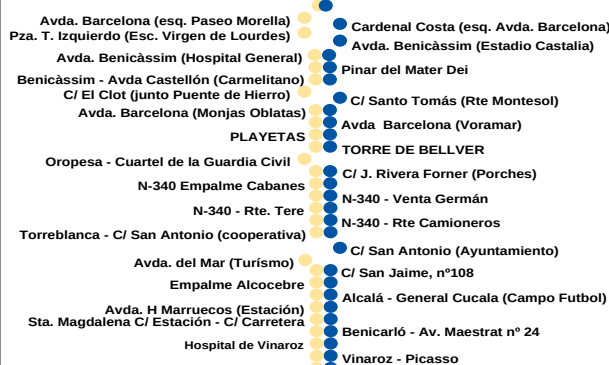 Avda. Barcelona (esq. Paseo Morella)
Cardenal Costa (esq. Avda. Barcelona)
Pza. T. Izquierdo (Esc. Virgen de Lourdes)
Avda. Benicàssim (Estadio Castalia)
Avda. Benicàssim (Hospital General)
Pinar del Mater Dei
Benicàssim - Avda Castellón (Carmelitano)
C/ El Clot (junto Puente de Hierro)
C/ Santo Tomás (Rte Montesol)
Avda. Barcelona (Monjas Oblatas)
Avda Barcelona (Voramar)
PLAYETAS
TORRE DE BELLVER
Oropesa - Cuartel de la Guardia Civil
C/ J. Rivera Forner (Porches)
N-340 Empalme Cabanes
N-340 - Venta Germán
N-340 - Rte. Tere
N-340 - Rte Camioneros
Torreblanca - C/ San Antonio (cooperativa)
C/ San Antonio (Ayuntamiento)
Avda. del Mar (Turísmo)
C/ San Jaime, nº108
Empalme Alcocebre
Alcalá - General Cucala (Campo Futbol)
Avda. H Marruecos (Estación)
Sta. Magdalena C/ Estación - C/ Carretera
Benicarló - Av. Maestrat nº 24
Hospital de Vinaroz
Vinaroz - Picasso